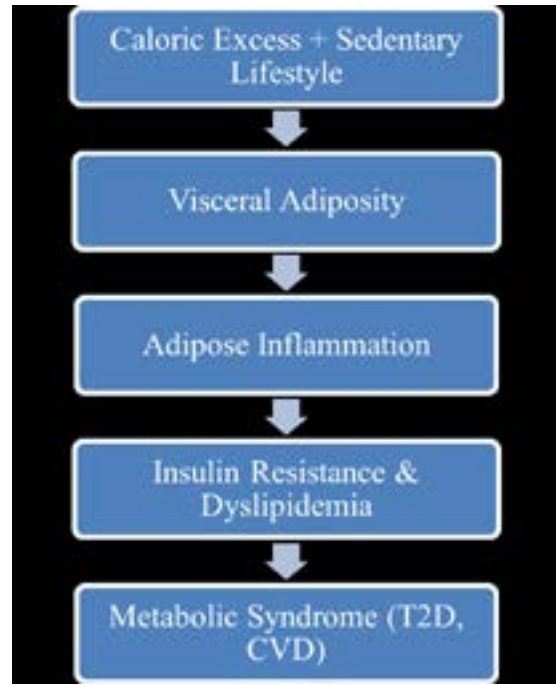 Caloric Excess + Sedentary
Lifestyle
Visceral Adiposity
Adipose Inflammation
Insulin Resistance &
Dyslipidemia
Metabolic Syndrome (T2D,
CVD)